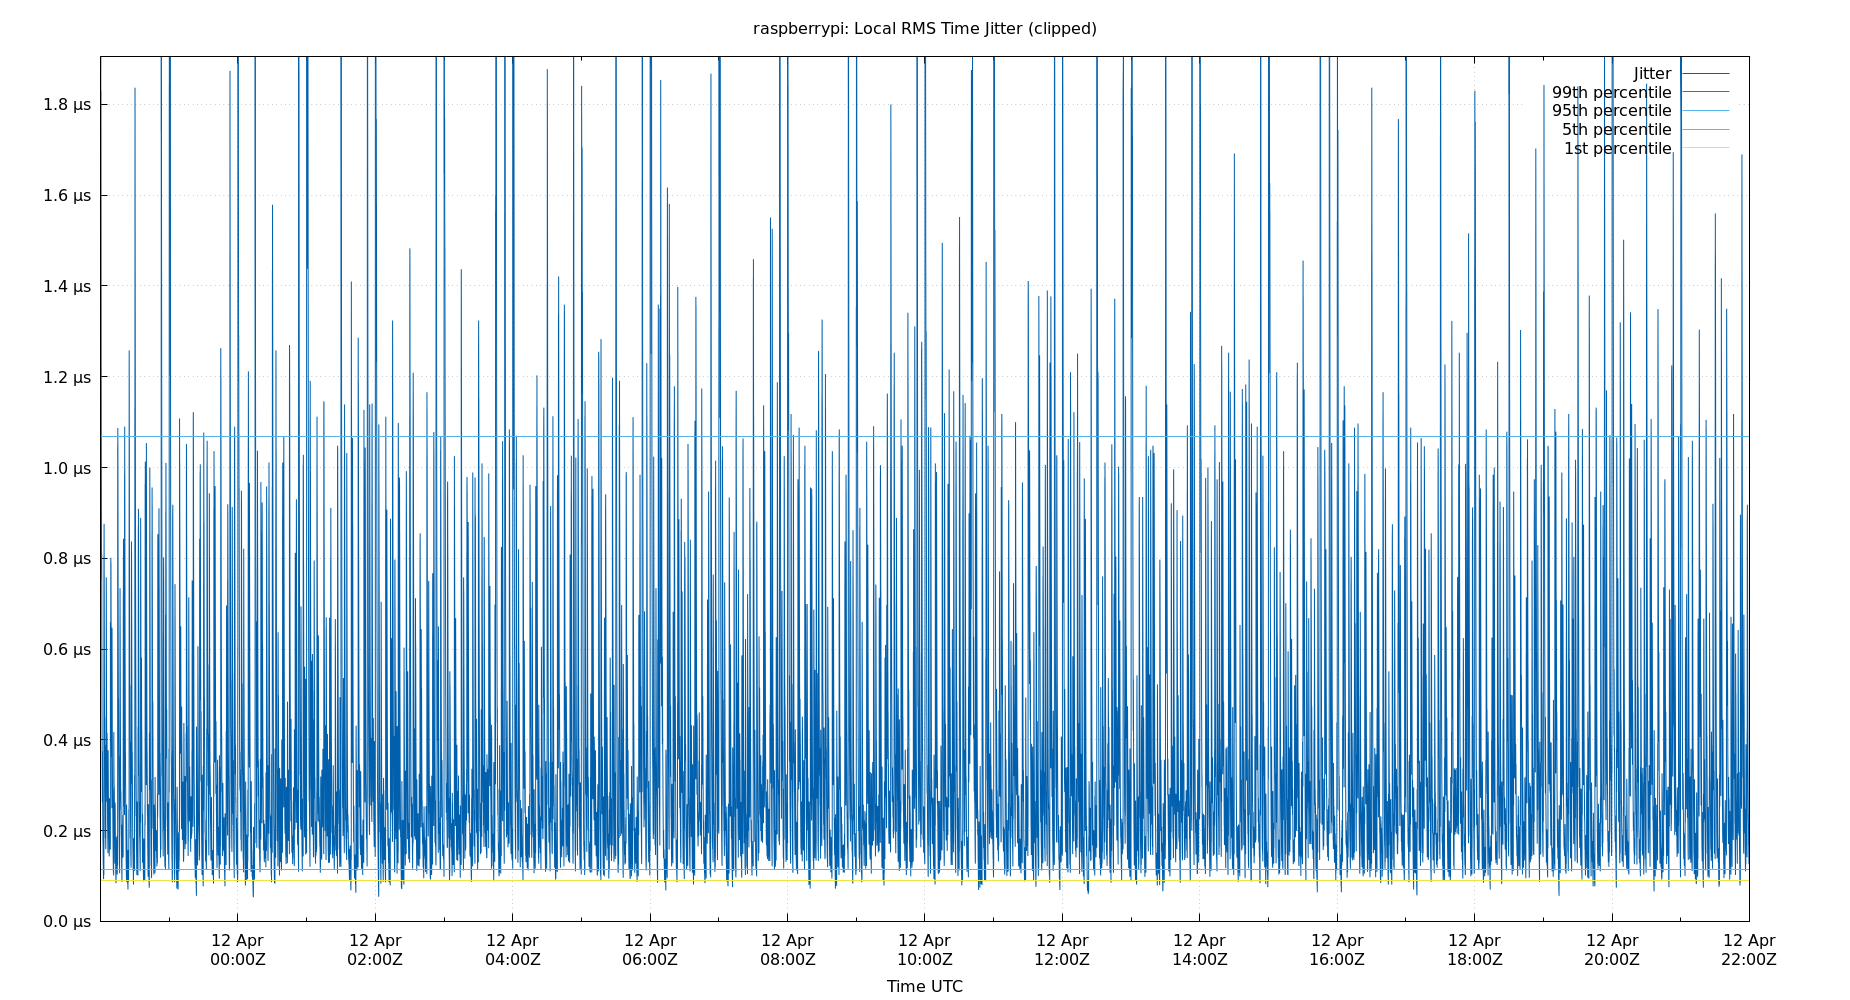 raspberrypi: Local RMS Time Jitter (clipped)
Jitter
99th percentile
95th percentile
5th percentile
1st percentile
1.8 μs
1.6 μs
1.4 μs
1.2 μs
1.0 μs
0.8 μs
0.6 μs
0.4 μs
0.2 μs
0.0 μs
12 Apr 12 Apr 12 Apr 12 Apr 12 Apr 12 Apr 12 Apr 12 Apr 12 Apr 12 Apr 12 Apr 12 Apr
00:00Z 02:00Z 04:00Z 06:00Z 08:00Z 10:00Z 12:00Z 14:00Z 16:00Z 18:00Z 20:00Z 22:00Z
Time UTC